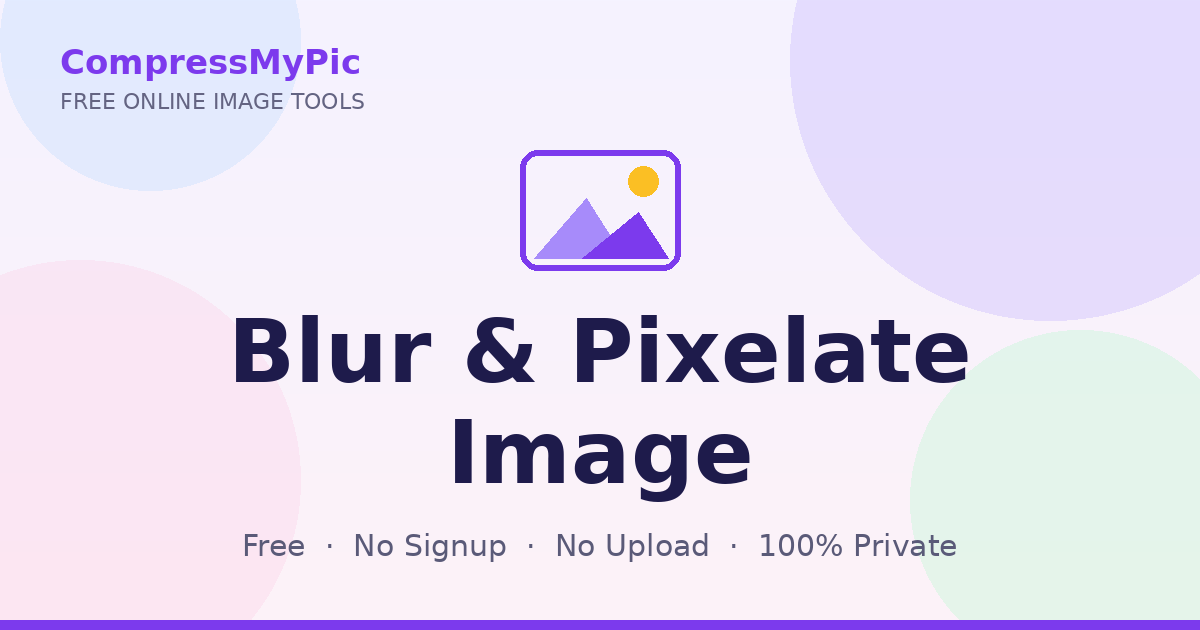 CompressMyPic
FREE ONLINE IMAGE TOOLS
Blur & Pixelate
Image
Free · No Signup · No Upload · 100% Private